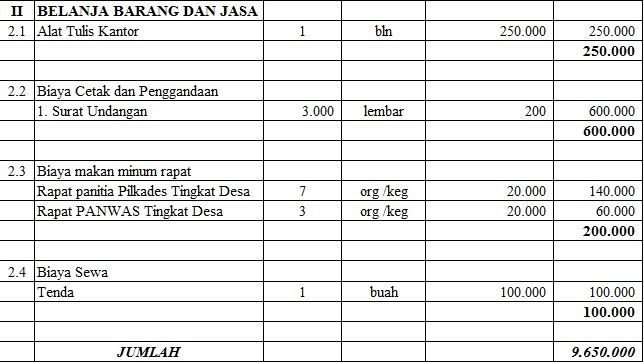 II BELANJA BARANG DAN JASA
2.1 Alat Tulis Kantor 1 bln 250.000 250.000
250.000
2.2 Biaya Cetak dan Penggandaan
1. Surat Undangan 3.000 lembar 200 600.000
600.000
2.3 Biaya makan minum rapat
Rapat panitia Pilkades Tingkat Desa 7 org /keg 20.000 140.000
Rapat PANWAS Tingkat Desa 3 org /keg 20.000 60.000
200.000
2.4 Biaya Sewa
Tenda 1 buah 100.000 100.000
100.000
JUMLAH 9.650.000